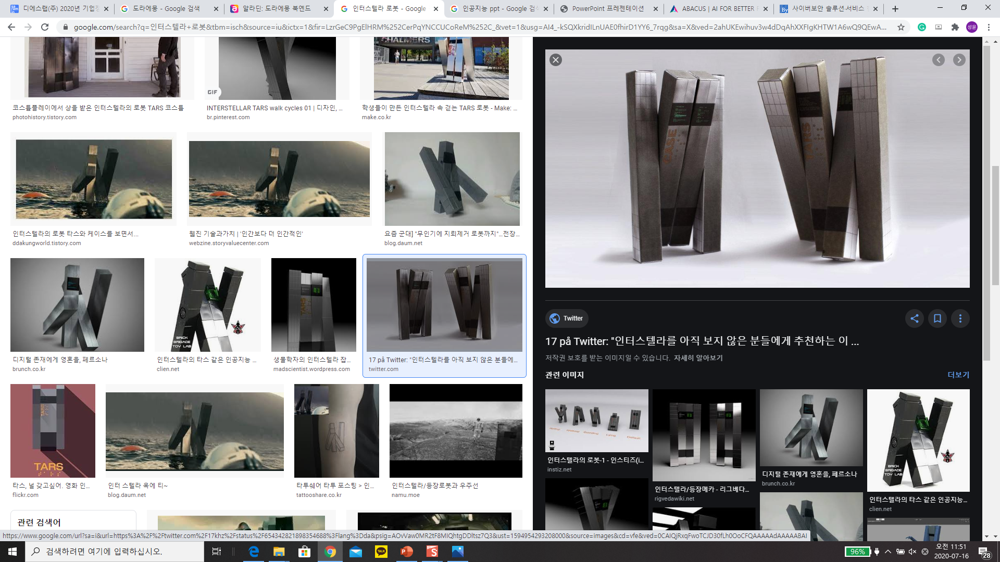 디에스랩(주) 2020년 기업정
도라에몽 - Google 검색
알라딘: 도라에몽 북엔드
인터스텔라 로봇 - Google
인공지능 ppt - Google 검색
PowerPoint 프레젠테이션
ABACUS | AI FOR BETTER
사이버보안 솔루션·서비스
google.com/search?q=인터스텔라+로봇&tbm=isch&source=iu&ictx=1&fir=LzrGeC9PgElHRM%252CerPqYNCCUCoReM%252C_&vet=1&usg=AI4_-kSQXkridILnUAE0fhirD1YY6_7rqg&sa=X&ved=2ahUKEwihuv3w4dDqAhXXFIgKHTW1A6wQ9QEwA...
성윤
CHALMERS
GIF
코스튬플레이에서 상을 받은 인터스텔라의 로봇 TARS 코스튬
photohistory.tistory.com
INTERSTELLAR TARS walk cycles 01 | 디자인, ...
br.pinterest.com
학생들이 만든 인터스텔라 속 걷는 TARS 로봇 - Make: ...
make.co.kr
CASE
TARS
인터스텔라의 로봇 타스와 케이스를 보면서...
ddakungworld.tistory.com
웹진 기술과가치 | '인간보다 더 인간적인'
webzine.storyvaluecenter.com
요즘 군대] "무인기에 지뢰제거 로봇까지"...전장...
blog.daum.net
BRICK
BRIGADE
TOY LAB
TARS
디지털 존재에게 영혼을, 페르소나
brunch.co.kr
인터스텔라의 타스 같은 인공지능 ...
clien.net
생물학자의 인터스텔라 잡...
madscientist.wordpress.com
17 på Twitter: "인터스텔라를 아직 보지 않은 분들에...
twitter.com
Twitter
17 på Twitter: "인터스텔라를 아직 보지 않은 분들에게 추천하는 이 ...
저작권 보호를 받는 이미지일 수 있습니다. 자세히 알아보기
관련 이미지
더보기
TARS
TARS
타스, 널 갖고싶어. 영화 인...
flickr.com
인터 스텔라 옥에 티~
blog.daum.net
타투쉐어 타투 포스팅 > 인...
tattooshare.co.kr
인터스텔라/등장로봇과 우주선
namu.moe
Walking
Standing
Lying
Default
인터스텔라의 로봇-1 - 인스티즈(i...
instiz.net
인터스텔라/등장메카 - 리그베다...
rigvedawiki.net
디지털 존재에게 영혼을, 페르소나
brunch.co.kr
BRICK
BRIGADE
TOY LAB
인터스텔라의 타스 같은 인공지능...
clien.net
관련 검색어
https://www.google.com/url?sa=i&url=https%3A%2F%2Ftwitter.com%2F17khz%2Fstatus%2F654342821898354688%3Flang%3Dda&psig=AOvVaw0MR2tF8MIQhtgDDltsz7Q3&ust=1594954293208000&source=images&cd=vfe&ved=0CAIQjRxqFwoTCJD30fLh0OoCFQAAAAAdAAAAABAI
검색하려면 여기에 입력하십시오.
TALK
96%
오전 11:51
2020-07-16
28